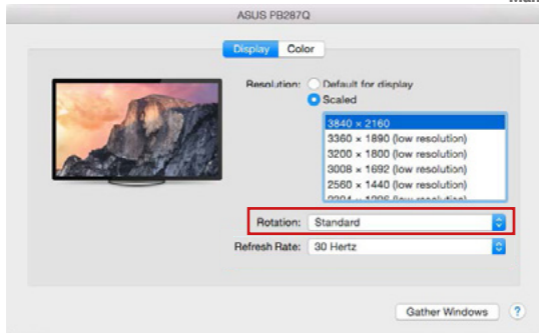 ASUS PB287Q
Display Color
Resolution: Default for display
Scaled
3840 × 2160
3360 × 1890 (low resolution)
3200 × 1800 (low resolution)
3008 × 1692 (low resolution)
2560 × 1440 (low resolution)
Rotation: Standard
Refresh Rate: 30 Hertz
Gather Windows ?